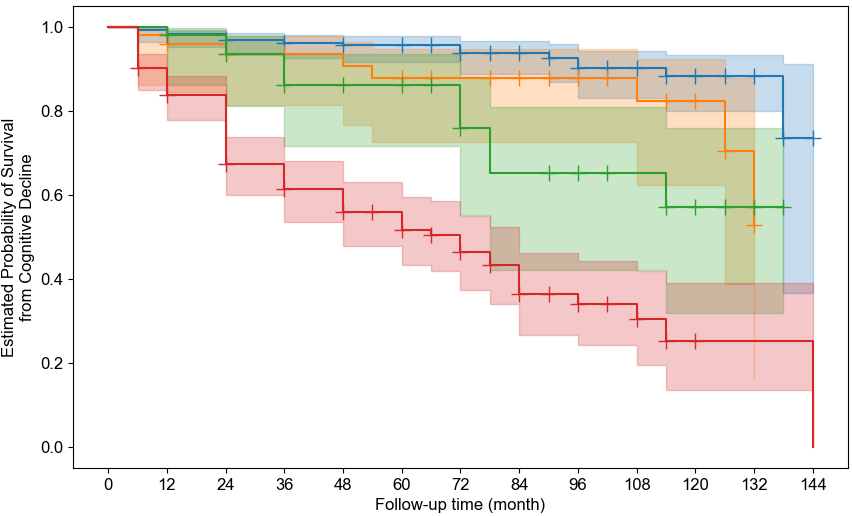 Estimated Probability of Survival
from Cognitive Decline
1.0
0.8
0.6
0.4
0.2
0.0
0 12 24 36 48 60 72 84 96 108 120 132 144
Follow-up time (month)